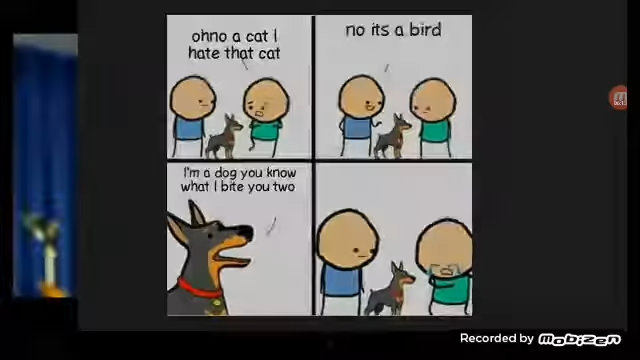 ohno a cat I
hate that cat
no its a bird
I'm a dog you know
what I bite you two
Recorded by mobizen